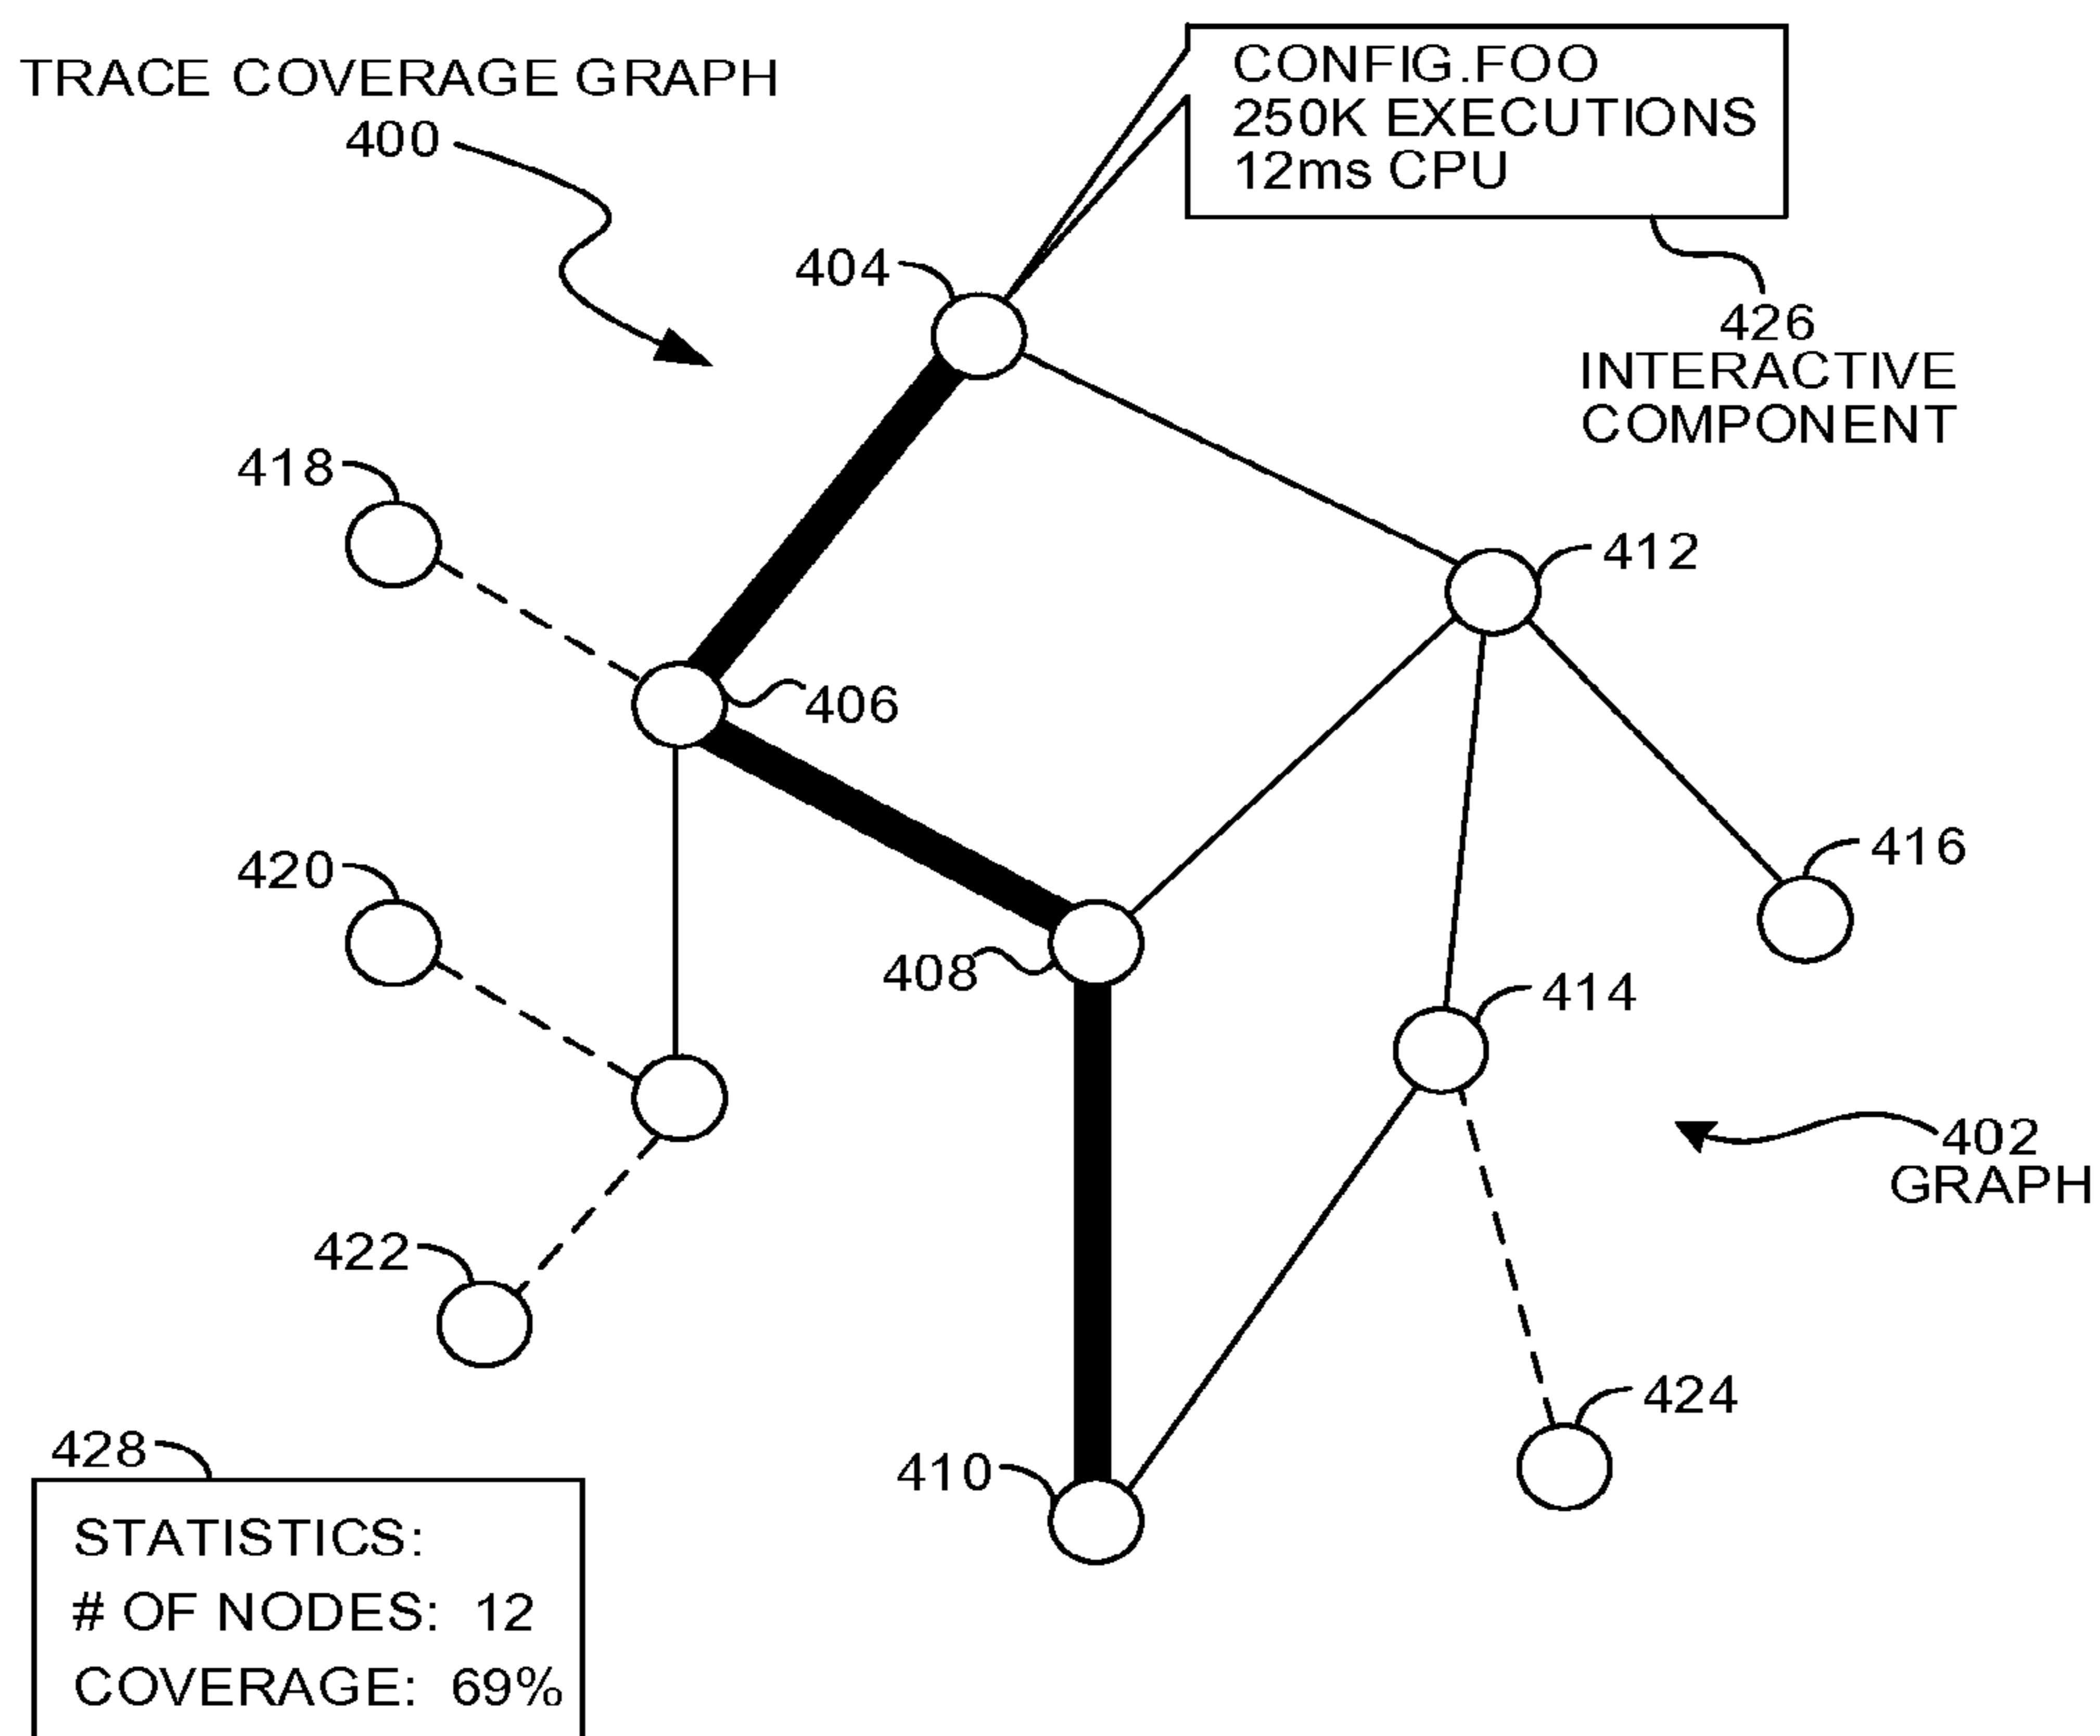 TRACE COVERAGE GRAPH
400
CONFIG.FOO
250K EXECUTIONS
12ms CPU
404
426
INTERACTIVE
COMPONENT
418
412
406
420
416
408
414
402
GRAPH
422
424
410
428
STATISTICS:
# OF NODES: 12
COVERAGE: 69%